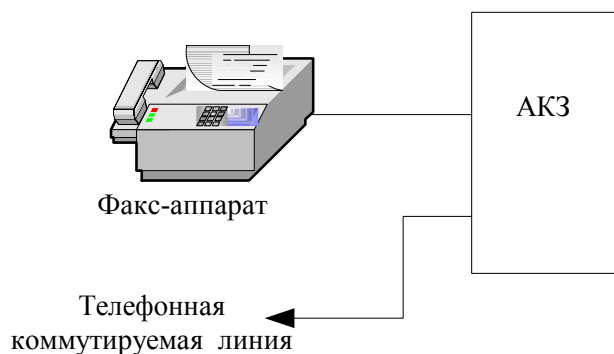 АКЗ
Факс-аппарат
Телефонная
коммутируемая линия